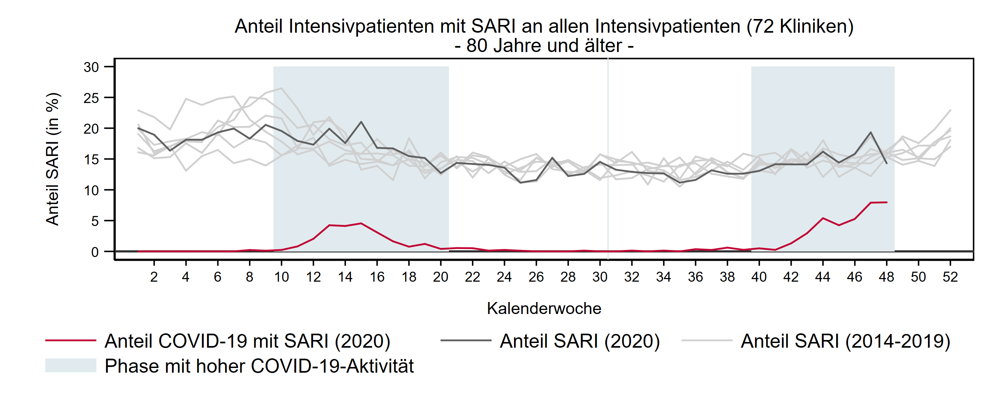 Anteil Intensivpatienten mit SARI an allen Intensivpatienten (72 Kliniken)
- 80 Jahre und älter -
Anteil SARI (in %)
30
25
20
15
10
5
0
2 4 6 8 10 12 14 16 18 20 22 24 26 28 30 32 34 36 38 40 42 44 46 48 50 52
Kalenderwoche
Anteil COVID-19 mit SARI (2020) Anteil SARI (2020) Anteil SARI (2014-2019)
Phase mit hoher COVID-19-Aktivität